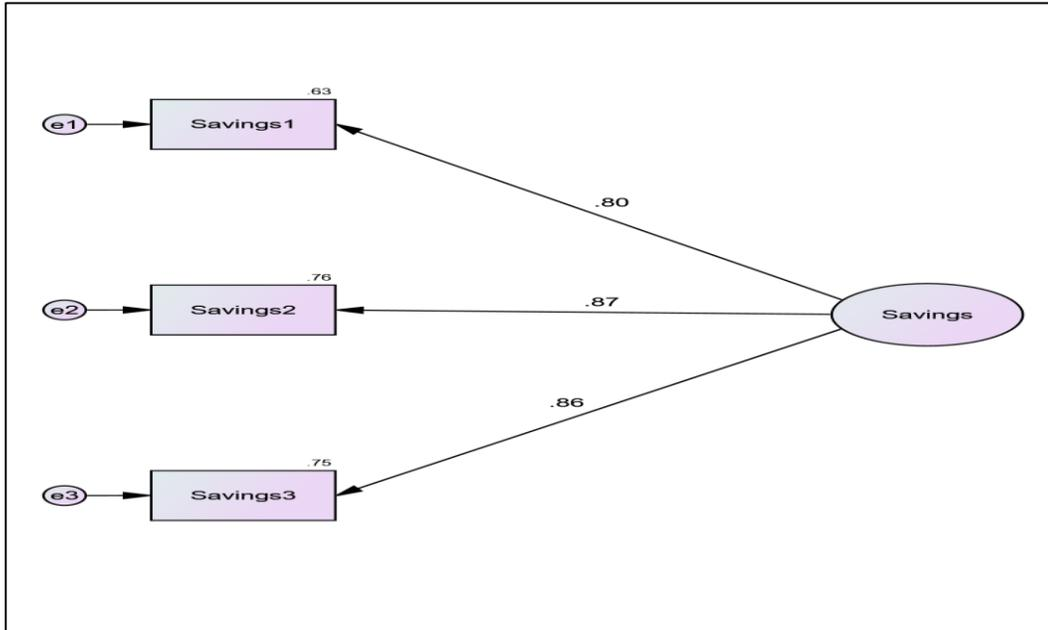 .63
e1
Savings1
.80
.76
e2
Savings2
.87
Savings
.86
.75
e3
Savings3